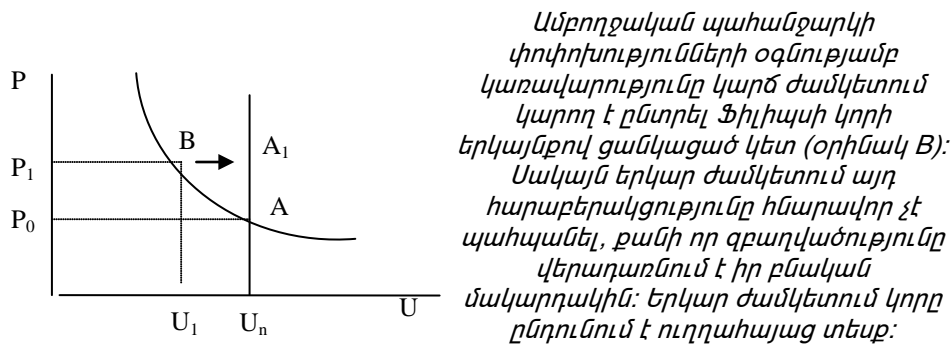 Ամբողջական պահանջարկի
փոփոխությունների օգնությամբ
կառավարությունը կարճ ժամկետում
կարող է ընտրել Ֆիլիպսի կորի
երկայնքով ցանկացած կետ (օրինակ B):
Սակայն երկար ժամկետում այդ
հարաբերակցությունը հնարավոր չէ
պահպանել, քանի որ զբաղվածությունը
վերադառնում է իր բնական
մակարդակին: Երկար ժամկետում կորը
ընդունում է ուղղահայաց տեսք:
P
B
A₁
P₁
A
P₀
U
U₁ Uₙ